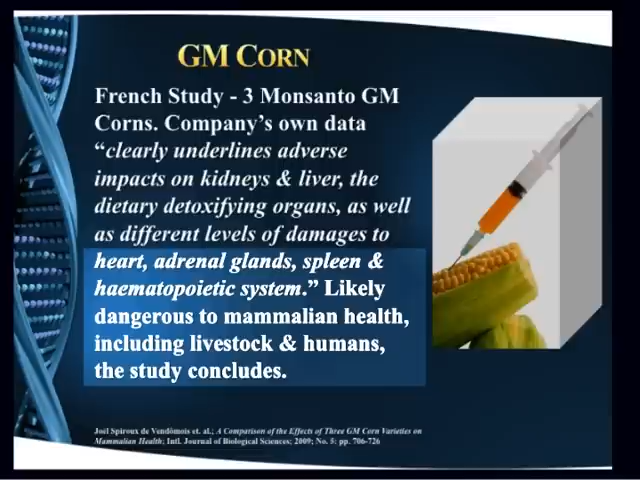 GM CORN
French Study - 3 Monsanto GM
Corns. Company's own data
“clearly underlines adverse
impacts on kidneys & liver, the
dietary detoxifying organs, as well
as different levels of damages to
heart, adrenal glands, spleen &
haematopoietic system.” Likely
dangerous to mammalian health,
including livestock & humans,
the study concludes.
Joël Spiroux de Vendômois et. al.; A Comparison of the Effects of Three GM Corn Varieties on
Mammalian Health; Intl. Journal of Biological Sciences; 2009; No. 5: pp. 706-726